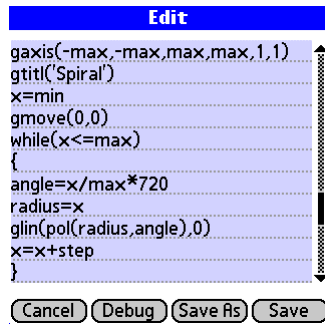 Edit
gaxis(-max,-max,max,max,1,1)
gtitl('Spiral')
x=min
gmove(0,0)
while(x<=max)
{
angle=x/max*720
radius=x
glin(pol(radius,angle),0)
x=x+step
}
Cancel Debug Save As Save